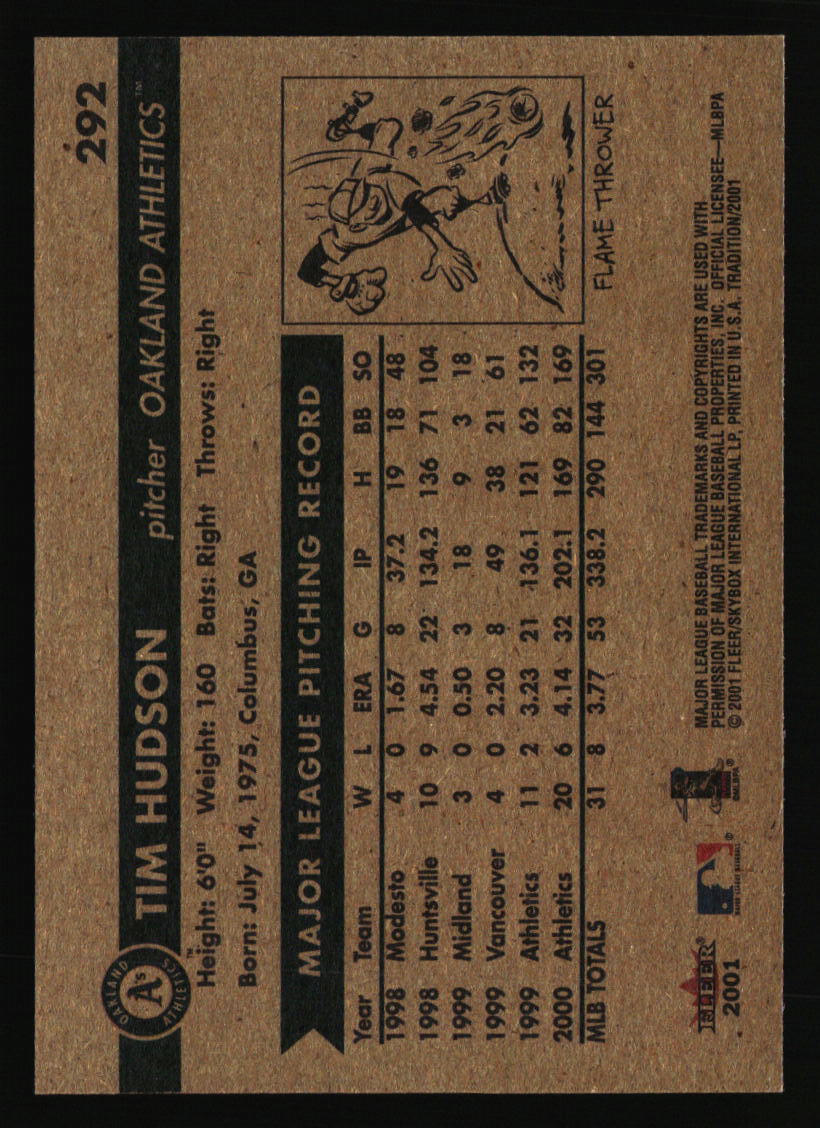 292
TIM HUDSON pitcher OAKLAND ATHLETICS™
OAKLAND A's ATHLETICS™
Height: 6'0" Weight: 160 Bats: Right Throws: Right
Born: July 14, 1975, Columbus, GA
MAJOR LEAGUE PITCHING RECORD
Year Team W L ERA G IP H BB SO
1998 Modesto 4 0 1.67 8 37.2 19 18 48
1998 Huntsville 10 9 4.54 22 134.2 136 71 104
1999 Midland 3 0 0.50 3 18 9 3 18
1999 Vancouver 4 0 2.20 8 49 38 21 61
1999 Athletics 11 2 3.23 21 136.1 121 62 132
2000 Athletics 20 6 4.14 32 202.1 169 82 169
MLB TOTALS 31 8 3.77 53 338.2 290 144 301
FLAME THROWER
FLEER®
2001
MAJOR LEAGUE BASEBALL®
®MLBPA
MAJOR LEAGUE BASEBALL TRADEMARKS AND COPYRIGHTS ARE USED WITH
PERMISSION OF MAJOR LEAGUE BASEBALL PROPERTIES, INC. OFFICIAL LICENSEE—MLBPA
© 2001 FLEER/SKYBOX INTERNATIONAL LP, PRINTED IN U.S.A. TRADITION/2001